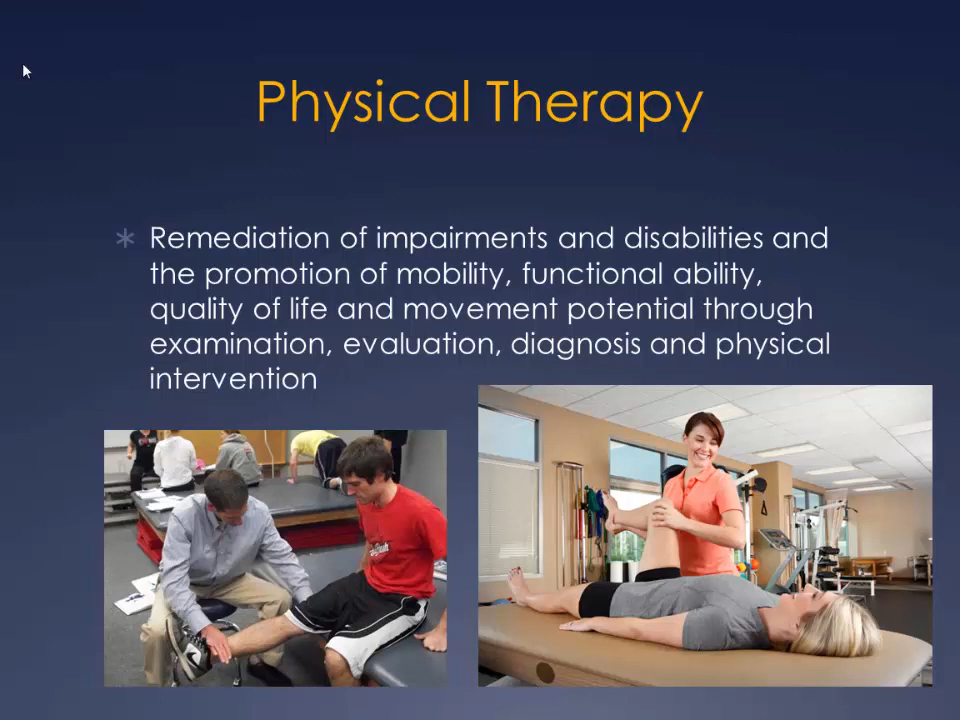 Physical Therapy
Remediation of impairments and disabilities and
the promotion of mobility, functional ability,
quality of life and movement potential through
examination, evaluation, diagnosis and physical
intervention